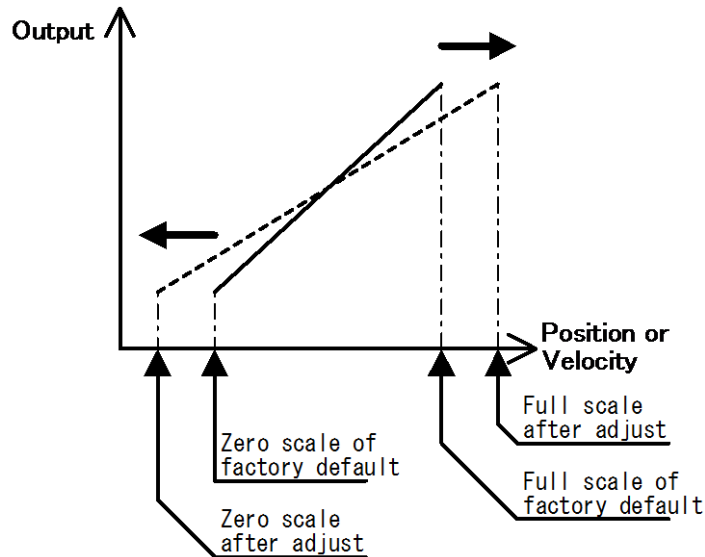 Output
Position or
Velocity
Full scale
after adjust
Zero scale of
factory default
Full scale of
factory default
Zero scale
after adjust